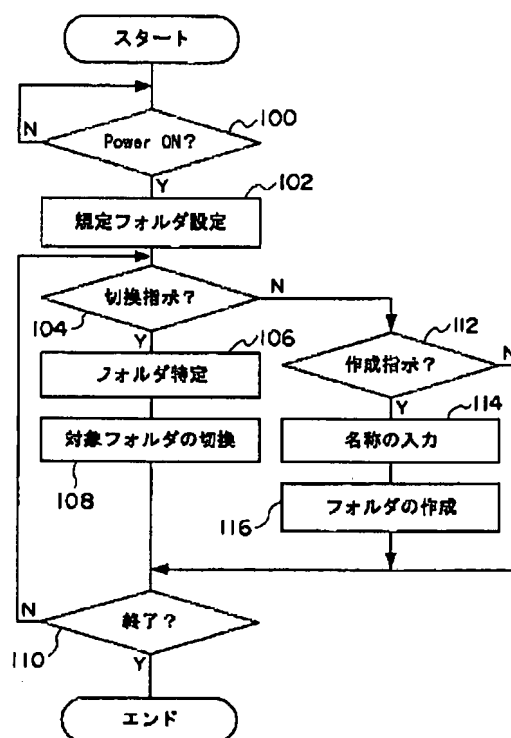 スタート
100
N
Power ON?
Y
102
規定フォルダ設定
切換指示?
N
104
Y
106
112
フォルダ特定
作成指示?
N
Y
114
対象フォルダの切換
名称の入力
108
フォルダの作成
116
N
終了?
110
Y
エンド